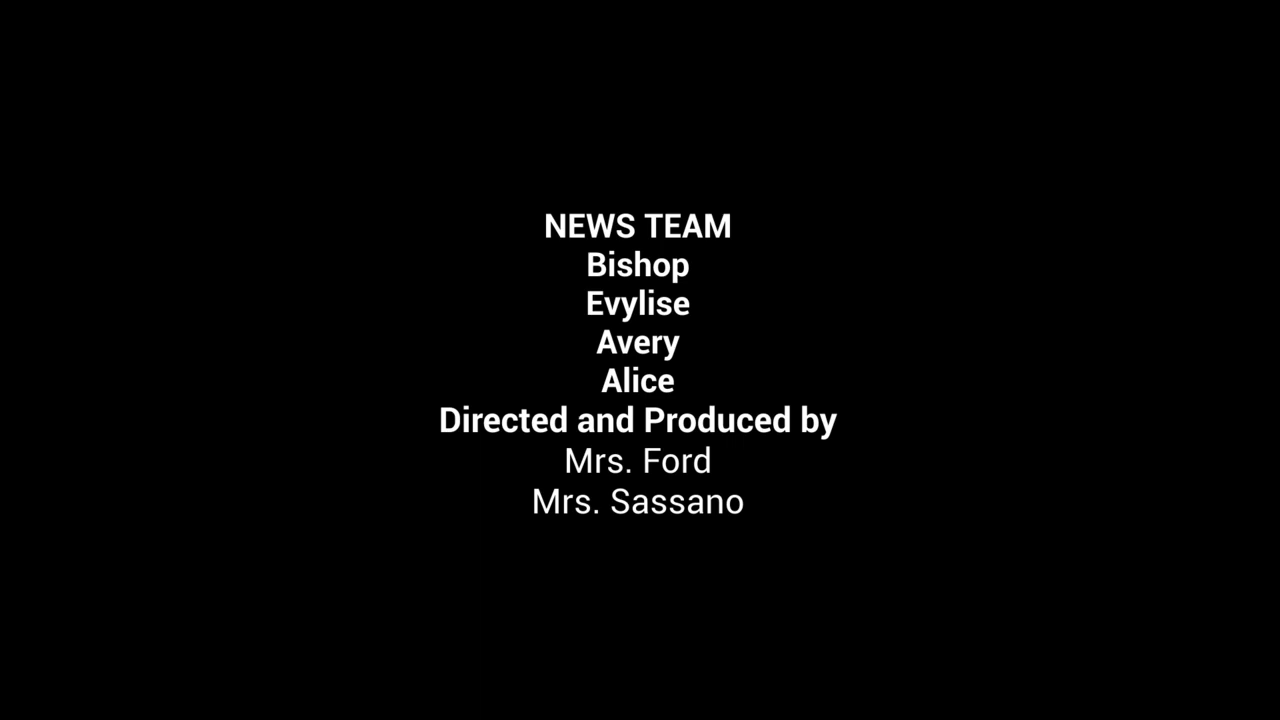 NEWS TEAM
Bishop
Evylise
Avery
Alice
Directed and Produced by
Mrs. Ford
Mrs. Sassano